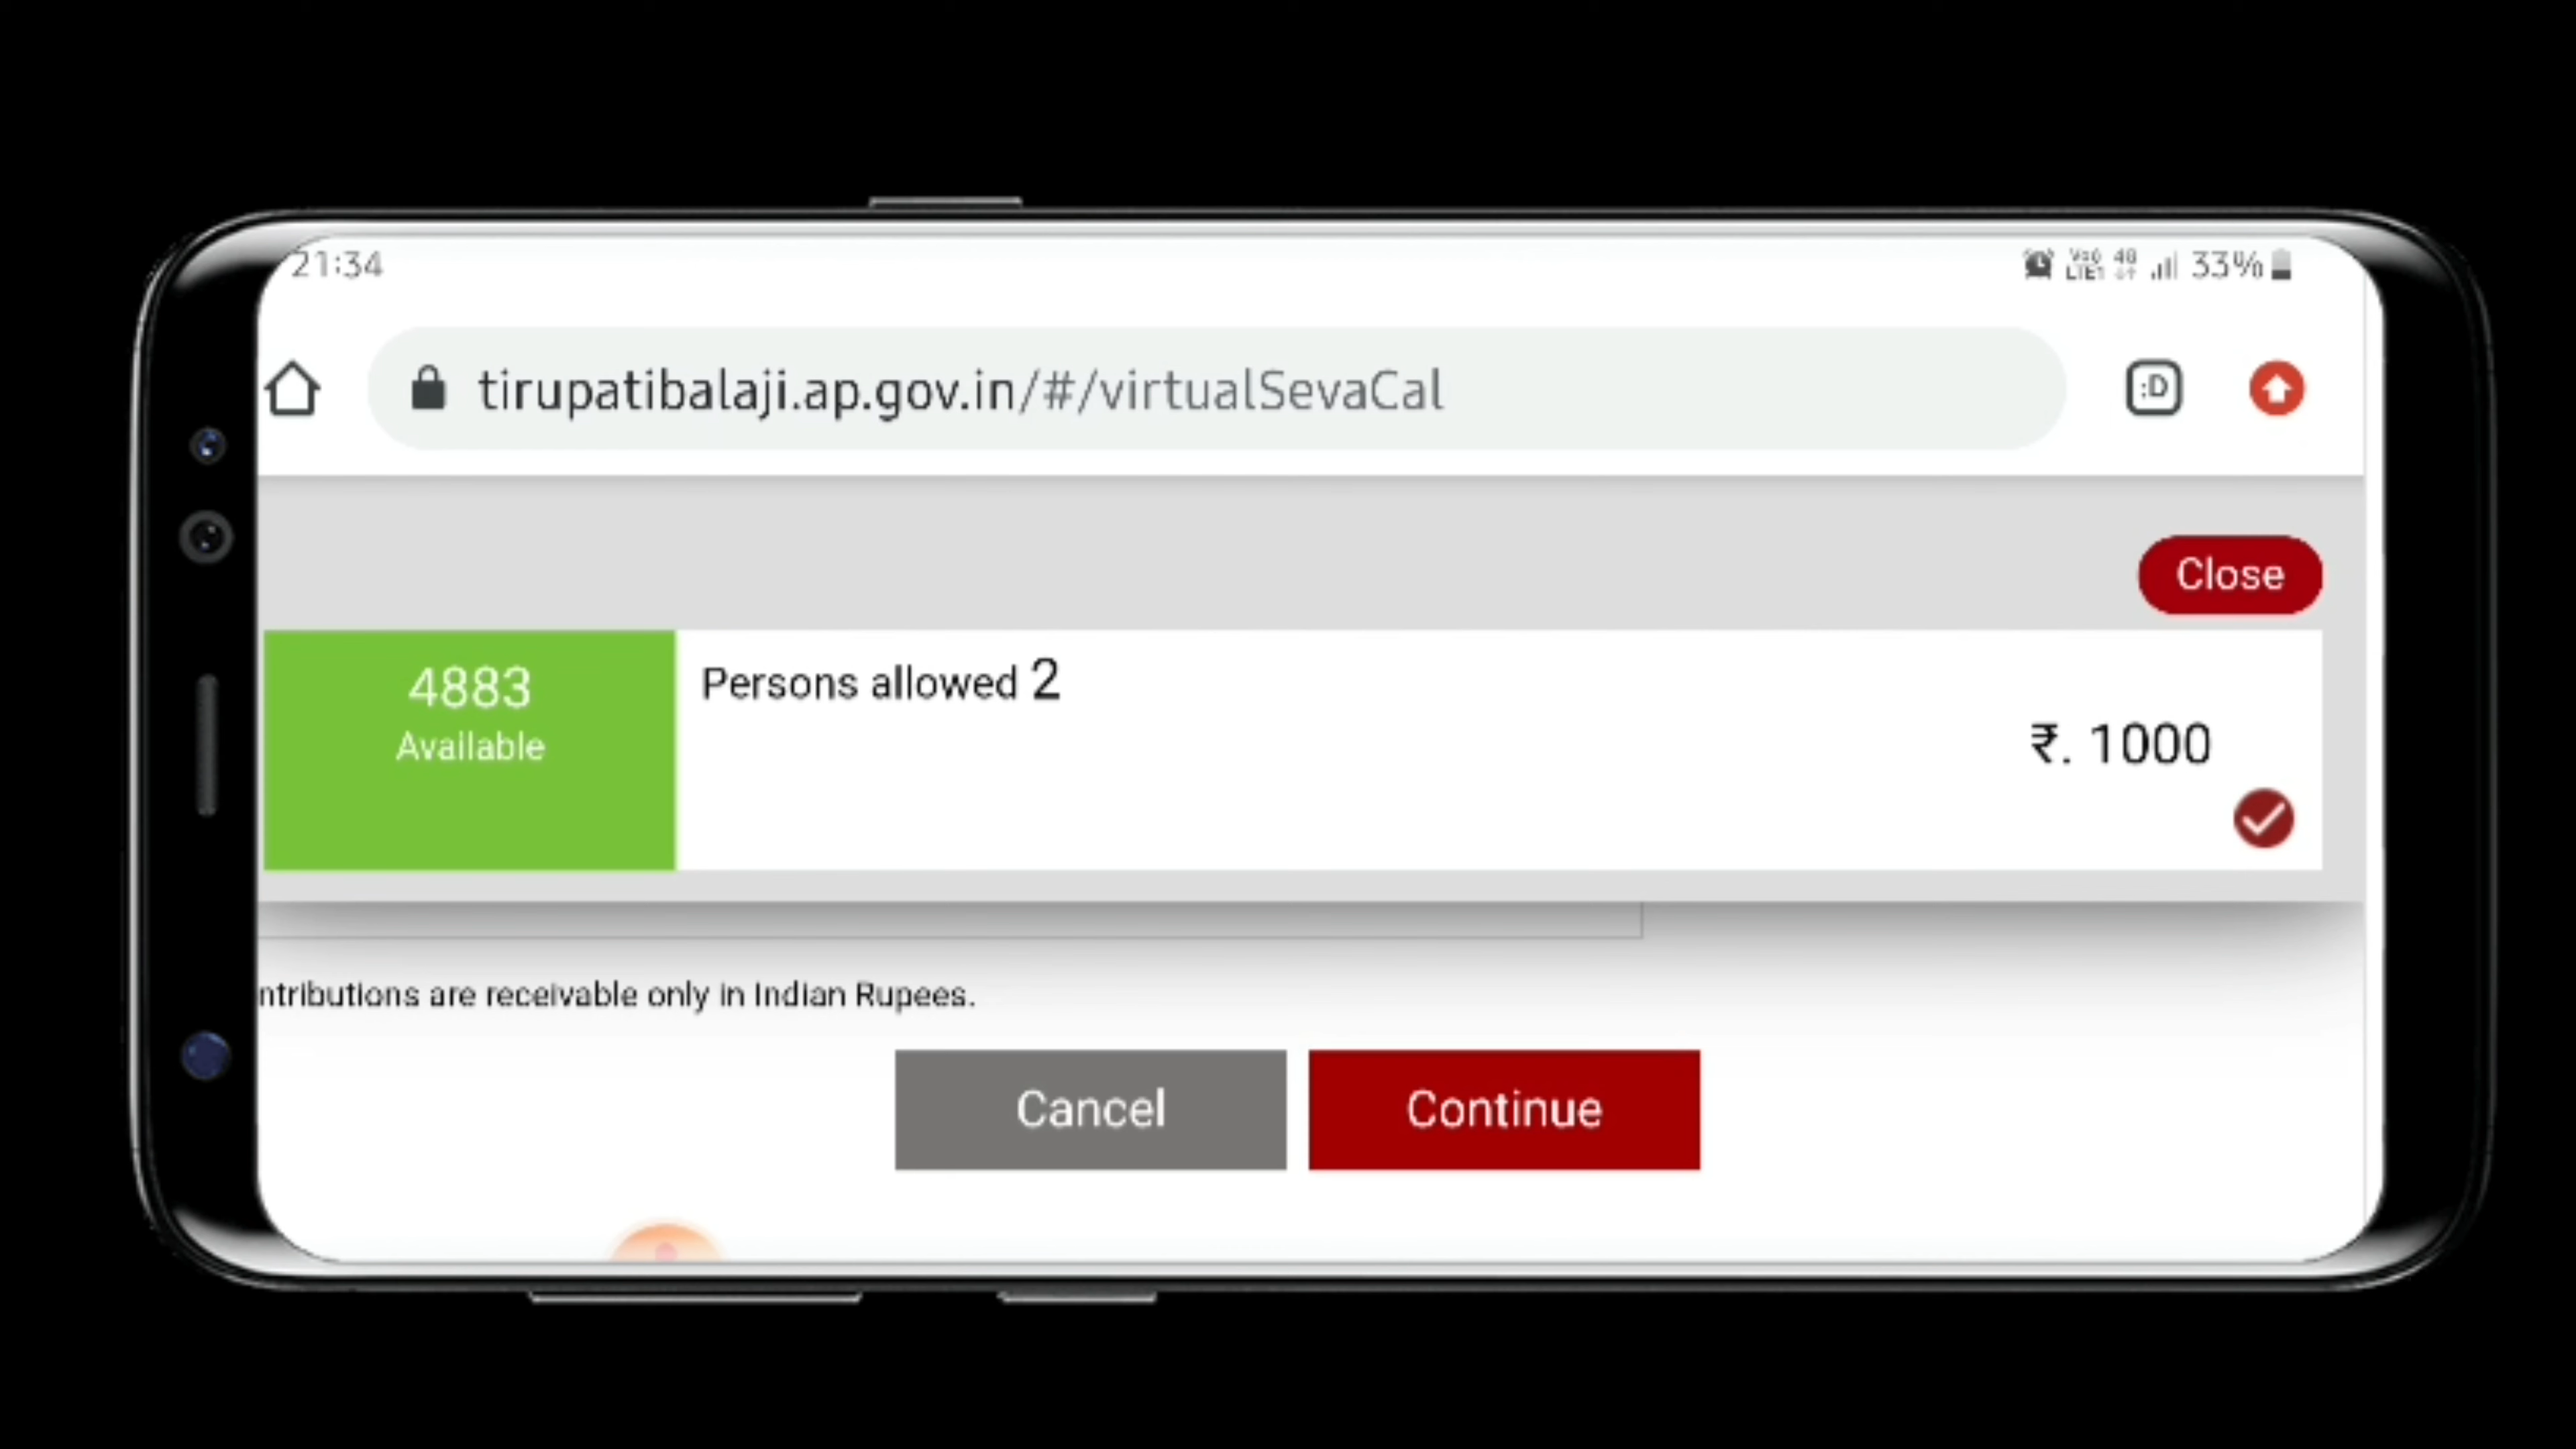 21:34
33%
tirupatibalaji.ap.gov.in/#/virtualSevaCal
:D
Close
4883
Available
Persons allowed 2
₹. 1000
ntributions are receivable only in Indian Rupees.
Cancel
Continue